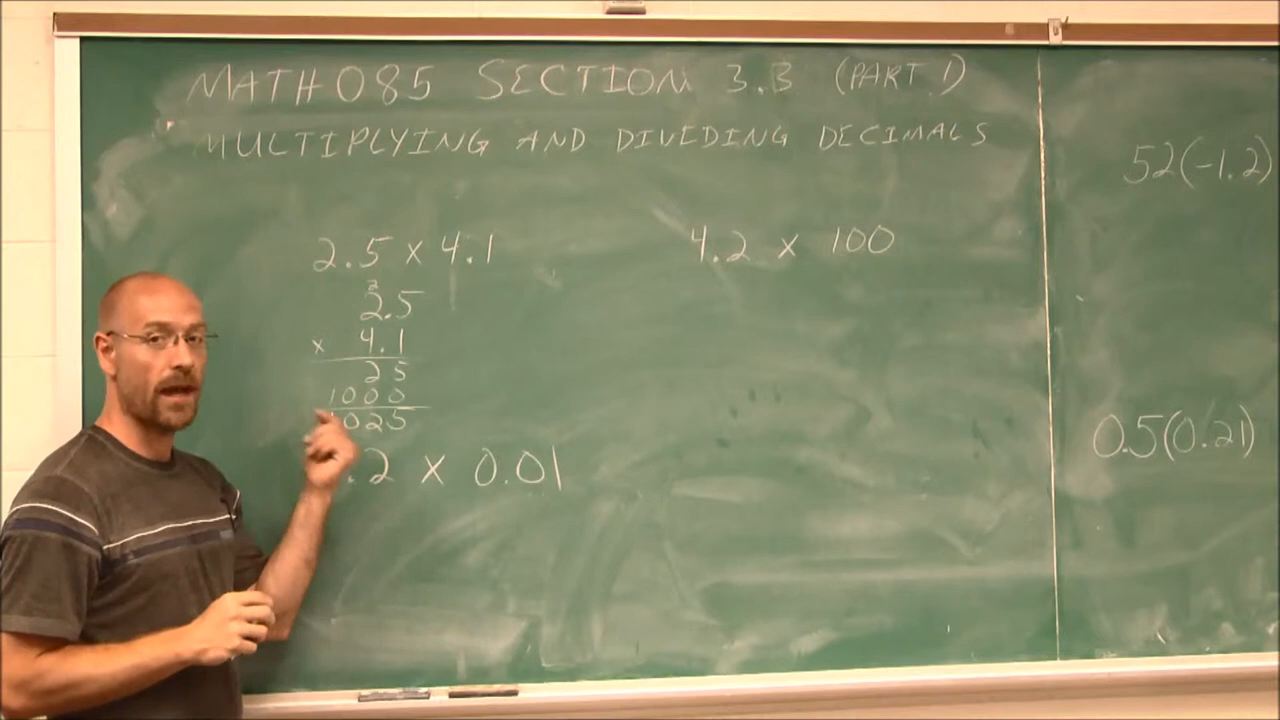 MATH 085 SECTION 3.3 (PART 1)
MULTIPLYING AND DIVIDING DECIMALS
52(-1.2)
2.5 x 4.1
4.2 x 100
2
2.5
x 4.1
25
1000
1025
.2 x 0.01
0.5(0.21)